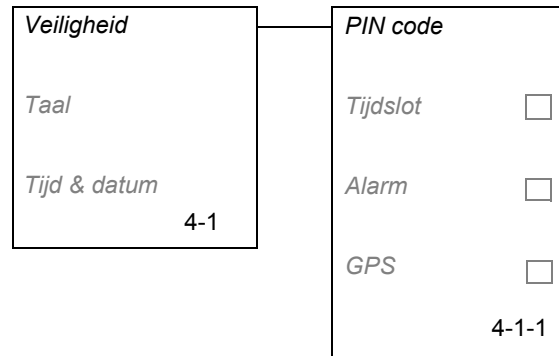 Veiligheid
Taal
Tijd & datum
4-1
PIN code
Tijdslot
Alarm
GPS
4-1-1